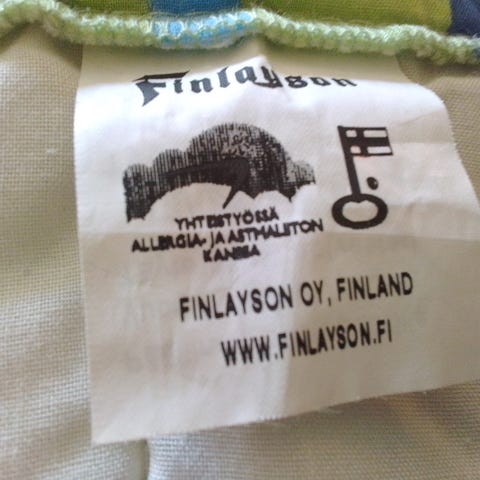 Finlayson
YHTEISTYÖSSÄ
ALLERGIA- JA ASTMALIITON
KANSSA
FINLAYSON OY, FINLAND
WWW.FINLAYSON.FI